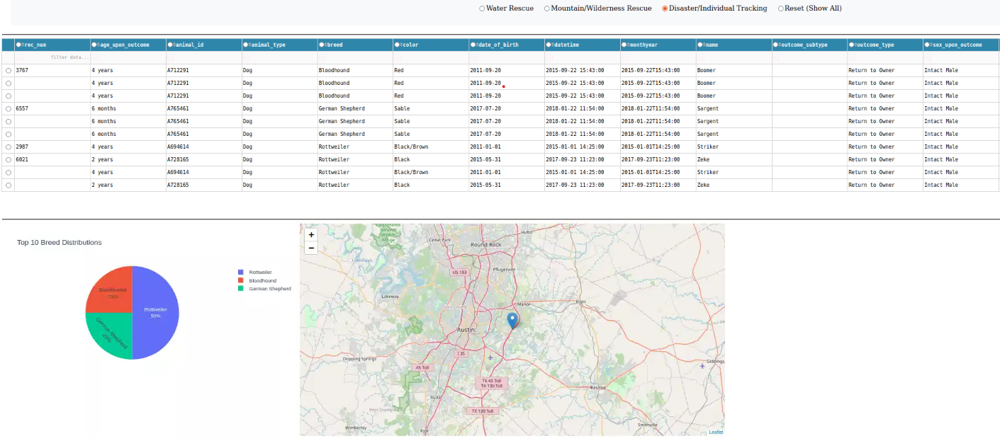 Water Rescue Mountain/Wilderness Rescue Disaster/Individual Tracking Reset (Show All)
rec_num age_upon_outcome animal_id animal_type breed color date_of_birth datetime monthyear name outcome_subtype outcome_type sex_upon_outcome
filter data...
3767 4 years A712291 Dog Bloodhound Red 2011-09-20 2015-09-22 15:43:00 2015-09-22T15:43:00 Boomer Return to Owner Intact Male
4 years A712291 Dog Bloodhound Red 2011-09-20 2015-09-22 15:43:00 2015-09-22T15:43:00 Boomer Return to Owner Intact Male
4 years A712291 Dog Bloodhound Red 2011-09-20 2015-09-22 15:43:00 2015-09-22T15:43:00 Boomer Return to Owner Intact Male
6557 6 months A765461 Dog German Shepherd Sable 2017-07-20 2018-01-22 11:54:00 2018-01-22T11:54:00 Sargent Return to Owner Intact Male
6 months A765461 Dog German Shepherd Sable 2017-07-20 2018-01-22 11:54:00 2018-01-22T11:54:00 Sargent Return to Owner Intact Male
6 months A765461 Dog German Shepherd Sable 2017-07-20 2018-01-22 11:54:00 2018-01-22T11:54:00 Sargent Return to Owner Intact Male
2987 4 years A694614 Dog Rottweiler Black/Brown 2011-01-01 2015-01-01 14:25:00 2015-01-01T14:25:00 Striker Return to Owner Intact Male
6021 2 years A728165 Dog Rottweiler Black 2015-05-31 2017-09-23 11:23:00 2017-09-23T11:23:00 Zeke Return to Owner Intact Male
4 years A694614 Dog Rottweiler Black/Brown 2011-01-01 2015-01-01 14:25:00 2015-01-01T14:25:00 Striker Return to Owner Intact Male
2 years A728165 Dog Rottweiler Black 2015-05-31 2017-09-23 11:23:00 2017-09-23T11:23:00 Zeke Return to Owner Intact Male
Top 10 Breed Distributions
Bloodhound
25%
Rottweiler
50%
German Shepherd
25%
Rottweiler
Bloodhound
German Shepherd
+
−
National
Wildlife
Refuge
Hutto
Cedar Park
Round Rock
US 183
Pflugerville
Lakeway
Manor
Elgin
Travis County
Austin
I 35
Dripping Springs
45 Toll
Giddings
TX 45 Toll
TX 130 Toll
Bastrop
Buda
Hays County
TX 130 Toll
Wimberley
Kyle
Smithville
Leaflet